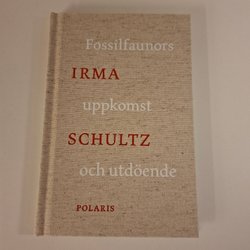 Fossilfaunors
IRMA
uppkomst
SCHULTZ
och utdöende
POLARIS